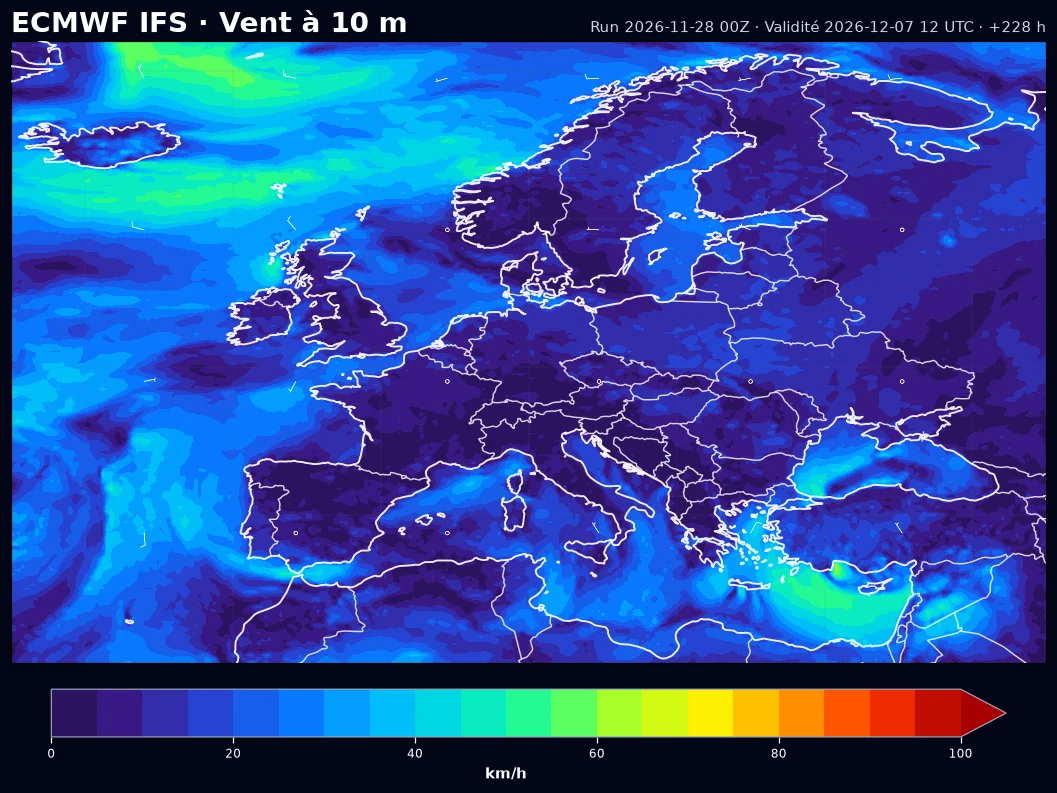 ECMWF IFS · Vent à 10 m
Run 2026-11-28 00Z · Validité 2026-12-07 12 UTC · +228 h
0 20 40 60 80 100
km/h